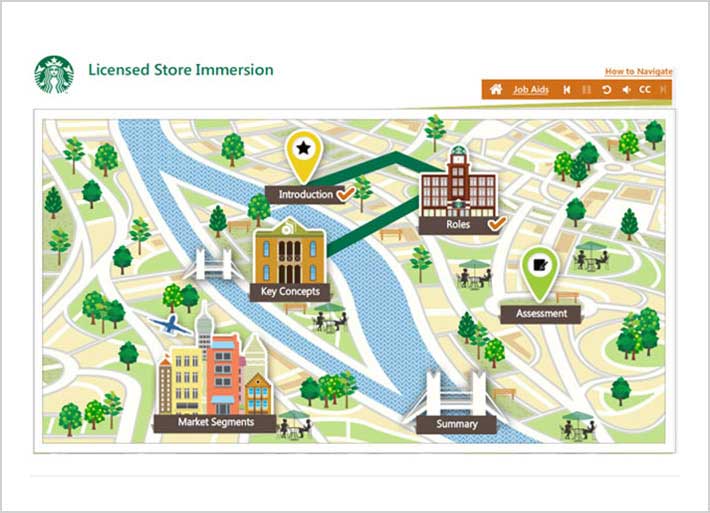 Licensed Store Immersion
How to Navigate
Job Aids
CC
Introduction
Roles
Key Concepts
Assessment
Market Segments
Summary